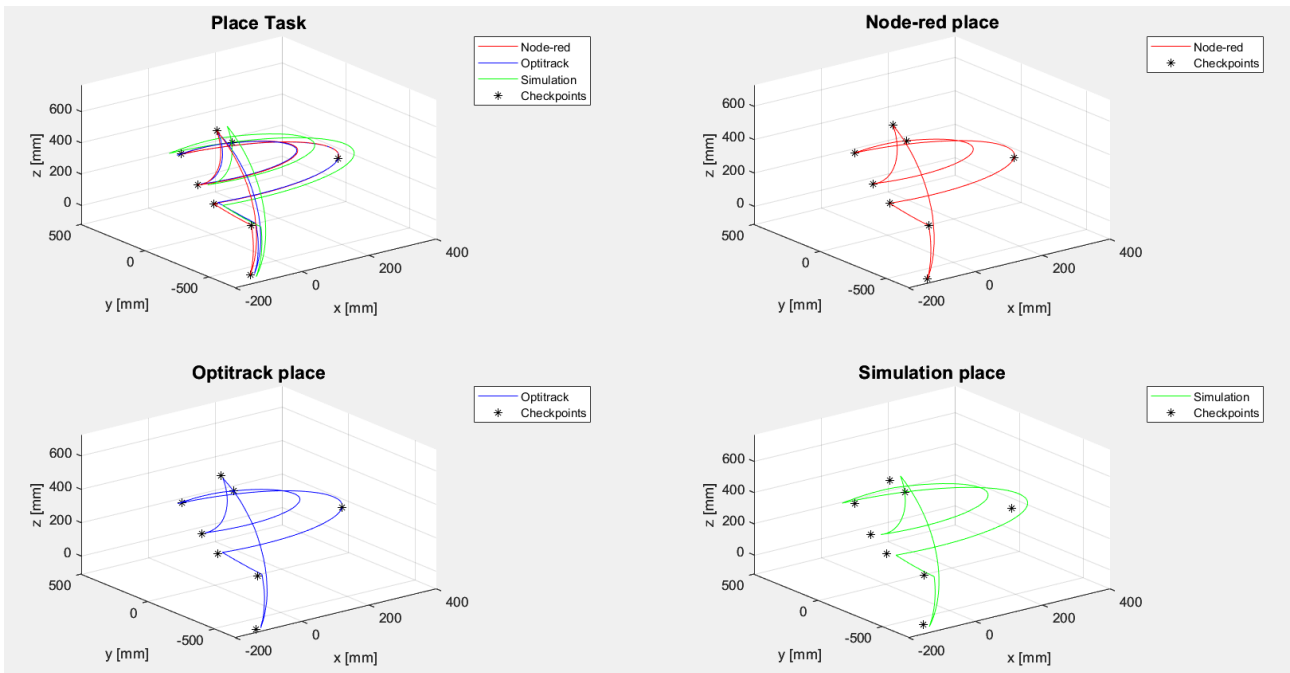 Place Task
Node-red
Optitrack
Simulation
Checkpoints
600
400
200
0
z [mm]
500
0
-500
y [mm]
-200
0
200
400
x [mm]
Node-red place
Node-red
Checkpoints
600
400
200
0
z [mm]
500
0
-500
y [mm]
-200
0
200
400
x [mm]
Optitrack place
Optitrack
Checkpoints
600
400
200
0
z [mm]
500
0
-500
y [mm]
-200
0
200
400
x [mm]
Simulation place
Simulation
Checkpoints
600
400
200
0
z [mm]
500
0
-500
y [mm]
-200
0
200
400
x [mm]